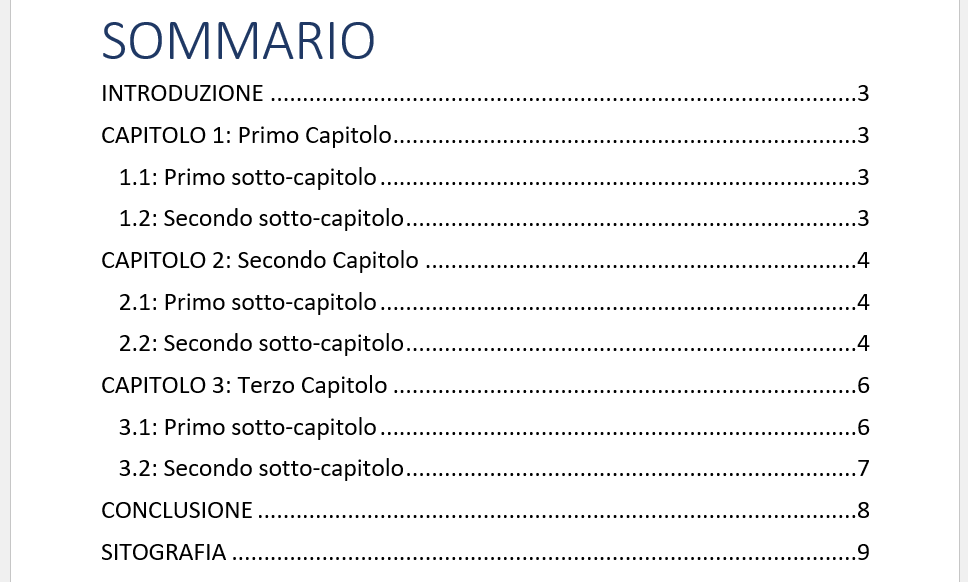 SOMMARIO
INTRODUZIONE ............................................................................................3
CAPITOLO 1: Primo Capitolo.........................................................................3
1.1: Primo sotto-capitolo...........................................................................3
1.2: Secondo sotto-capitolo.......................................................................3
CAPITOLO 2: Secondo Capitolo ....................................................................4
2.1: Primo sotto-capitolo...........................................................................4
2.2: Secondo sotto-capitolo.......................................................................4
CAPITOLO 3: Terzo Capitolo .........................................................................6
3.1: Primo sotto-capitolo...........................................................................6
3.2: Secondo sotto-capitolo.......................................................................7
CONCLUSIONE ..............................................................................................8
SITOGRAFIA ..................................................................................................9